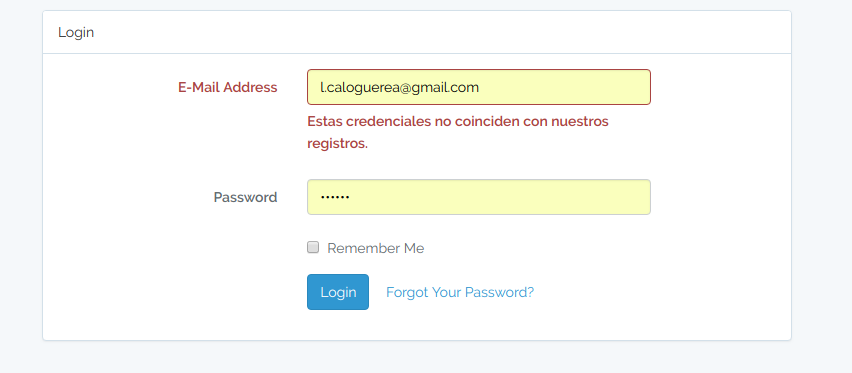 Login
E-Mail Address
l.caloguerea@gmail.com
Estas credenciales no coinciden con nuestros
registros.
Password
••••••
Remember Me
Login Forgot Your Password?